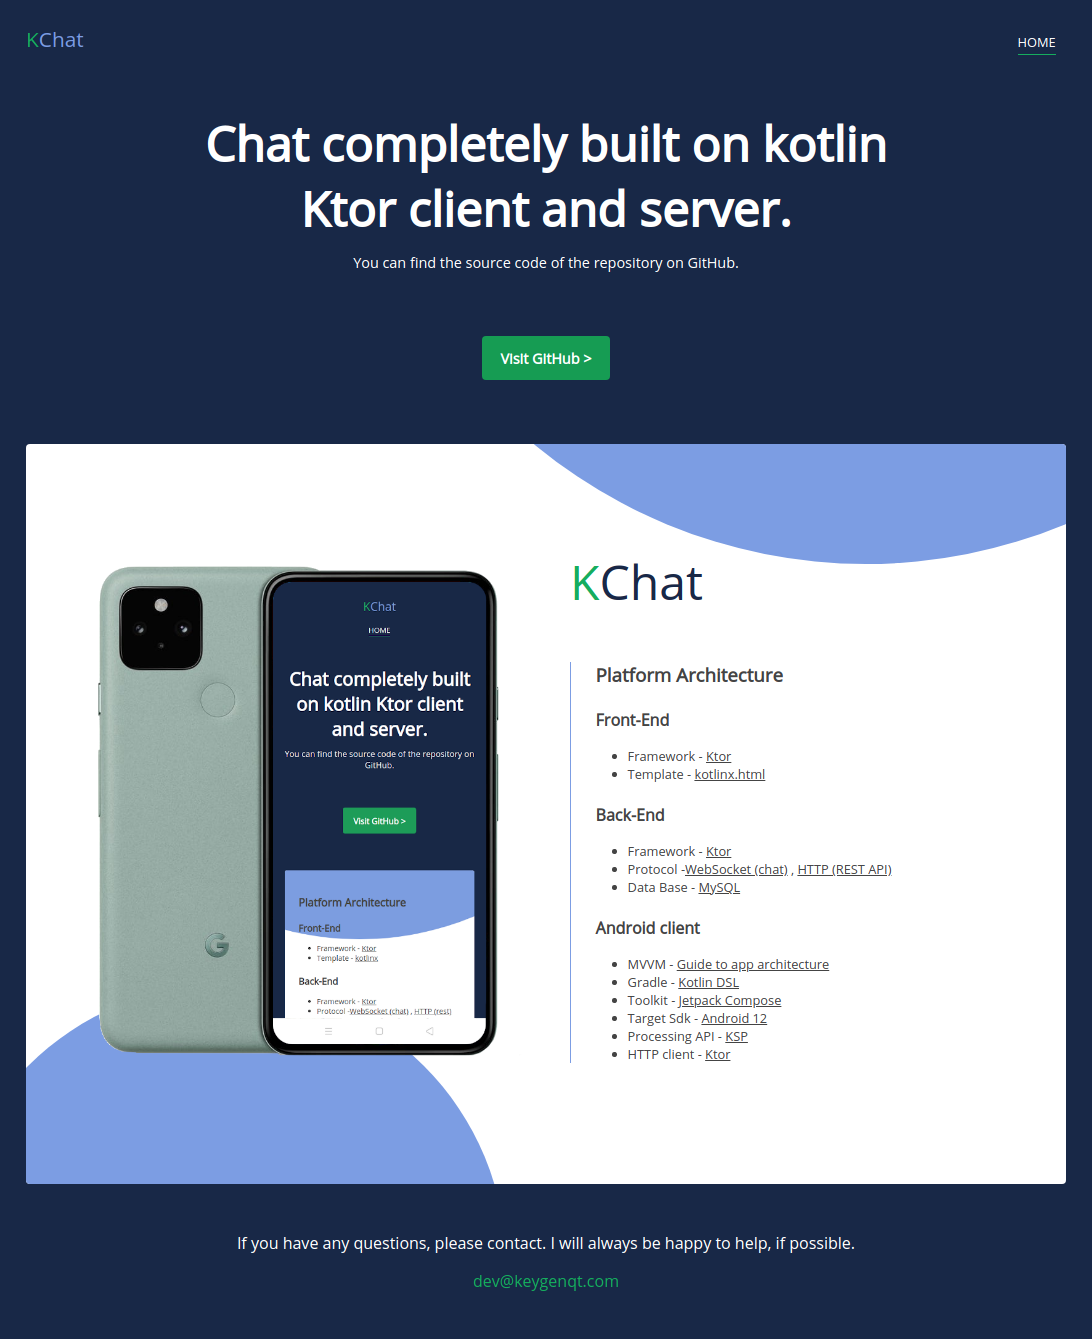 KChat
HOME
Chat completely built on kotlin
Ktor client and server.
You can find the source code of the repository on GitHub.
Visit GitHub >
KChat
HOME
Chat completely built
on kotlin Ktor client
and server.
You can find the source code of the repository on
GitHub.
Visit GitHub >
Platform Architecture
Front-End
Framework - Ktor
Template - kotlinx
Back-End
Framework - Ktor
Protocol -WebSocket (chat) , HTTP (rest)
G
KChat
Platform Architecture
Front-End
Framework - Ktor
Template - kotlinx.html
Back-End
Framework - Ktor
Protocol -WebSocket (chat) , HTTP (REST API)
Data Base - MySQL
Android client
MVVM - Guide to app architecture
Gradle - Kotlin DSL
Toolkit - Jetpack Compose
Target Sdk - Android 12
Processing API - KSP
HTTP client - Ktor
If you have any questions, please contact. I will always be happy to help, if possible.
dev@keygenqt.com